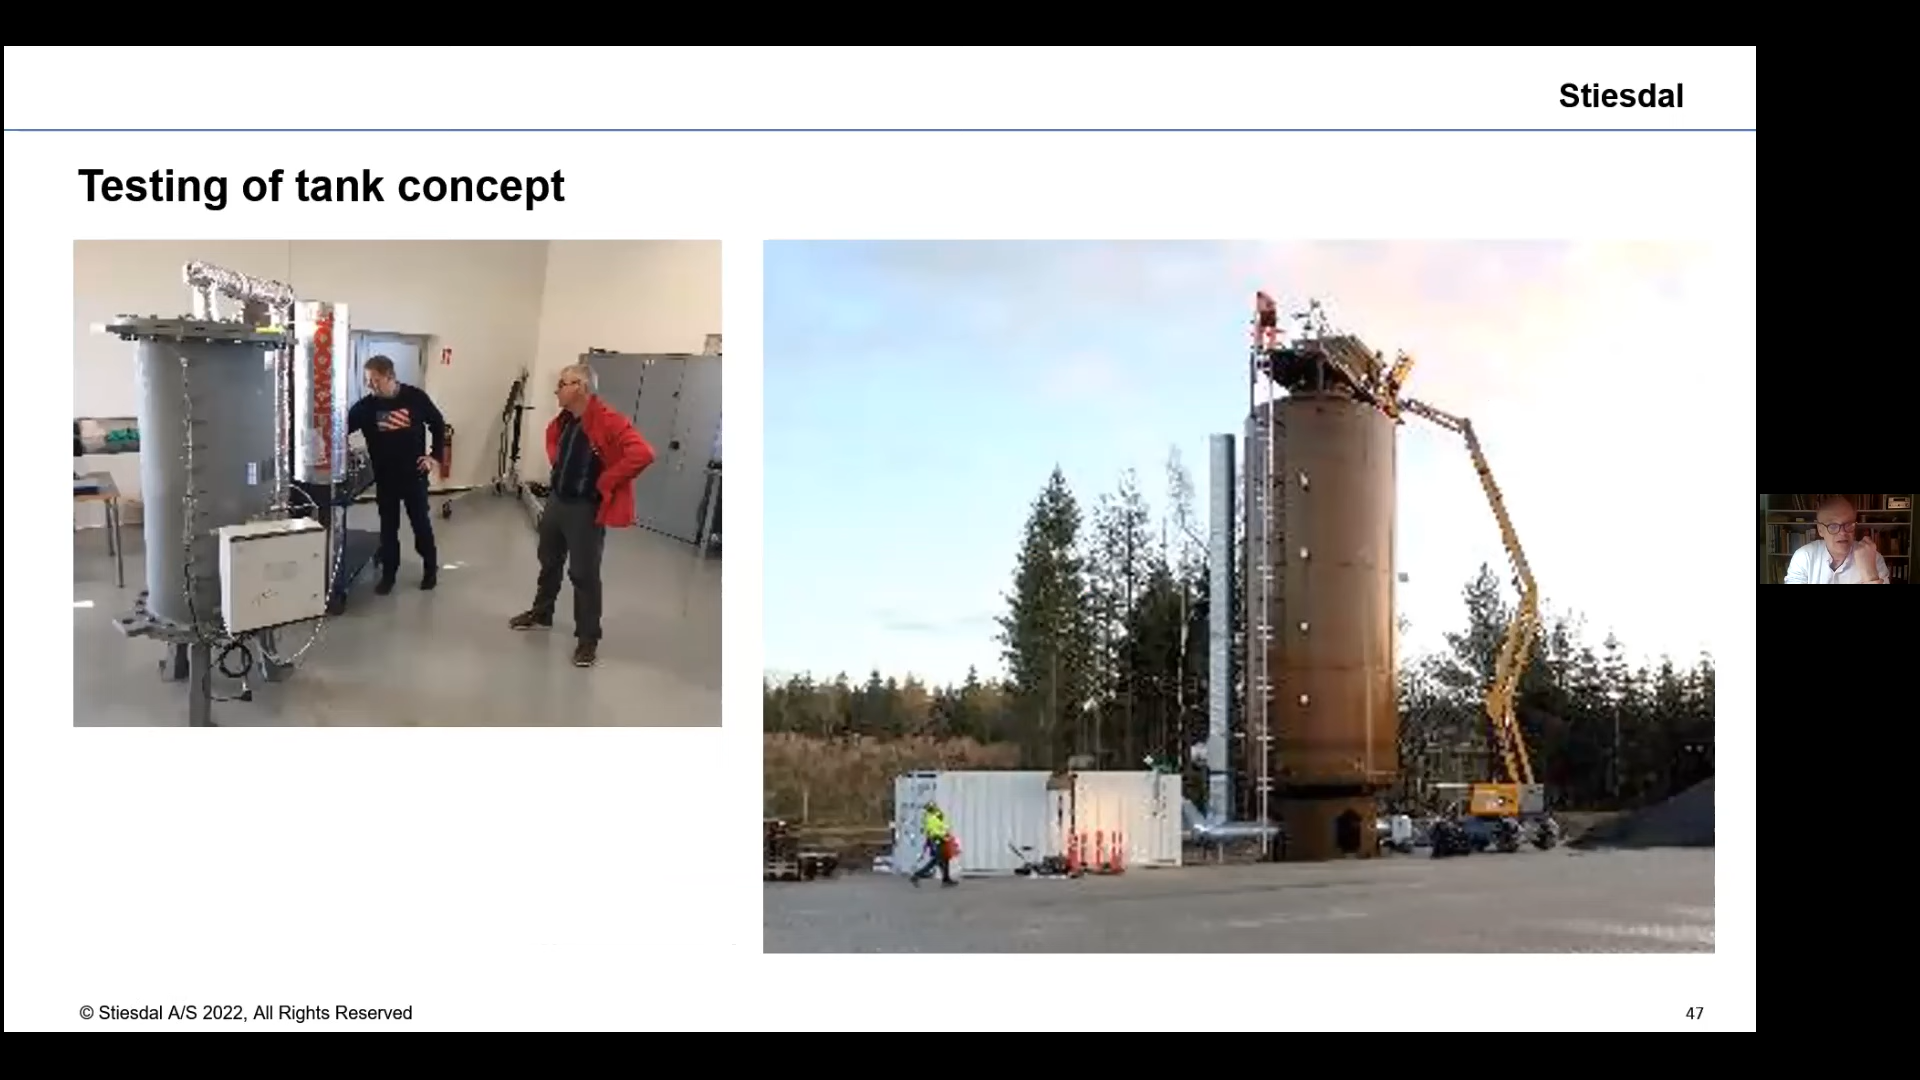 Stiesdal
Testing of tank concept
© Stiesdal A/S 2022, All Rights Reserved
47